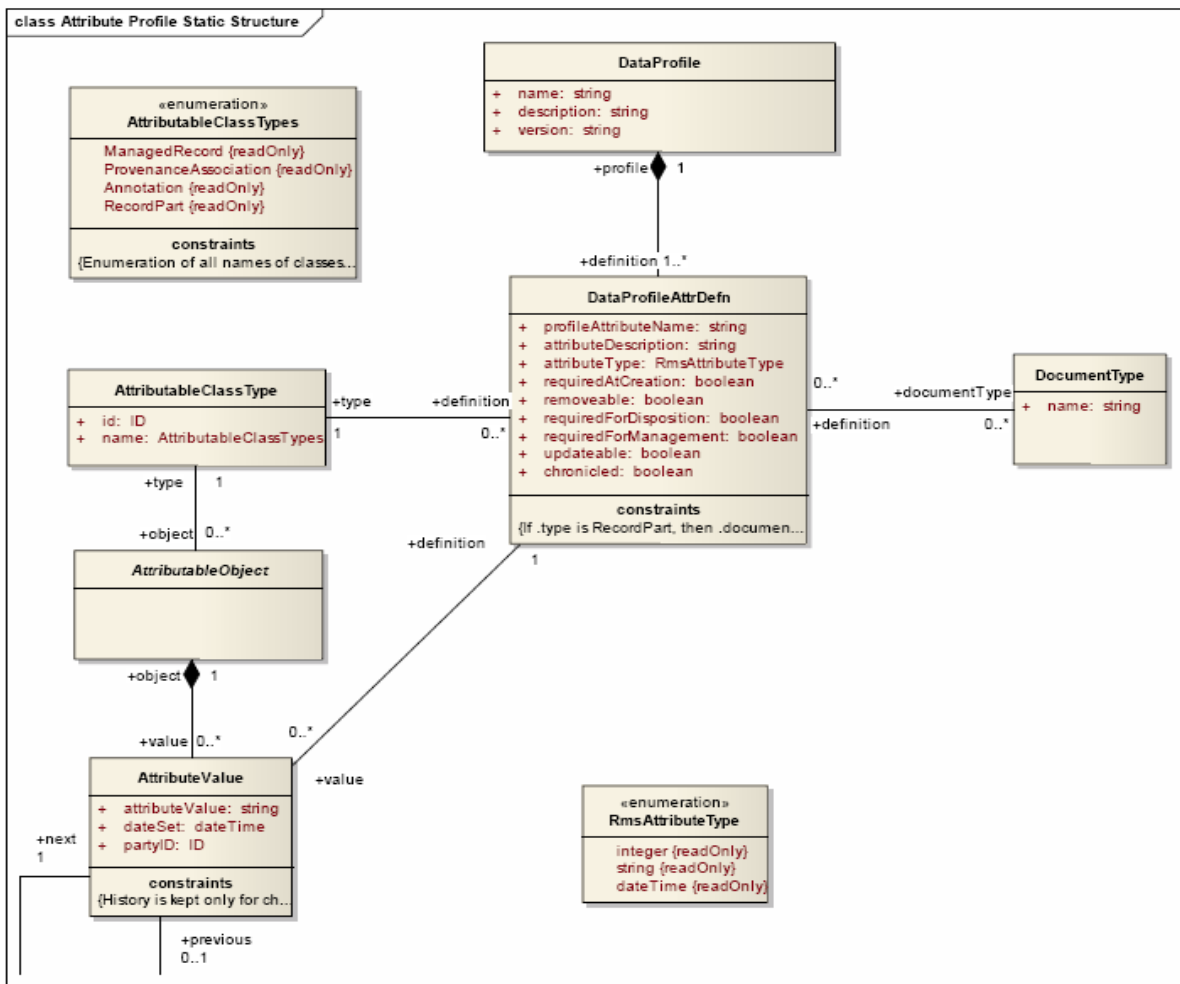 class Attribute Profile Static Structure
DataProfile
+ name: string
+ description: string
+ version: string
+profile 1
«enumeration»
AttributableClassTypes
ManagedRecord {readOnly}
ProvenanceAssociation {readOnly}
Annotation {readOnly}
RecordPart {readOnly}
constraints
{Enumeration of all names of classes...
+definition 1..*
DataProfileAttrDefn
+ profileAttributeName: string
+ attributeDescription: string
+ attributeType: RmsAttributeType
+ requiredAtCreation: boolean
+ removeable: boolean
+ requiredForDisposition: boolean
+ requiredForManagement: boolean
+ updateable: boolean
+ chronicled: boolean
constraints
{If .type is RecordPart, then .documen...
0..*
+definition
+documentType
0..*
DocumentType
+ name: string
AttributableClassType
+ id: ID
+ name: AttributableClassTypes
+type
1
+definition
0..*
+type 1
+object 0..*
AttributableObject
+object 1
+value 0..*
+definition
1
0..*
+value
AttributeValue
+ attributeValue: string
+ dateSet: dateTime
+ partyID: ID
constraints
{History is kept only for ch...
+next
1
+previous
0..1
«enumeration»
RmsAttributeType
integer {readOnly}
string {readOnly}
dateTime {readOnly}